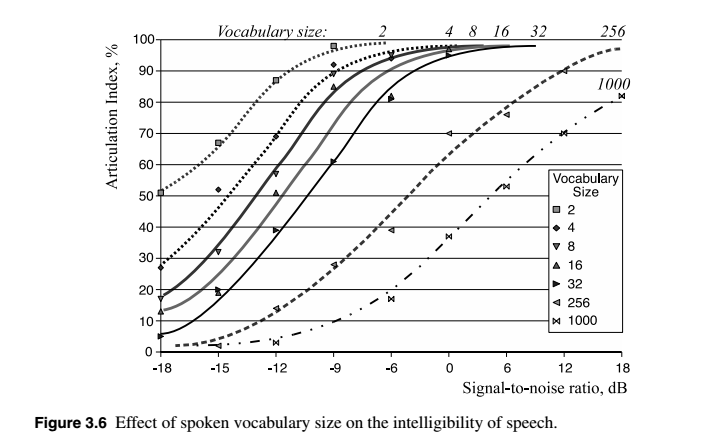 Vocabulary size: 2 4 8 16 32 256
1000
Articulation Index, %
100
90
80
70
60
50
40
30
20
10
0
-18 -15 -12 -9 -6 0 6 12 18
Signal-to-noise ratio, dB
Vocabulary
Size
2
4
8
16
32
256
1000
Figure 3.6 Effect of spoken vocabulary size on the intelligibility of speech.